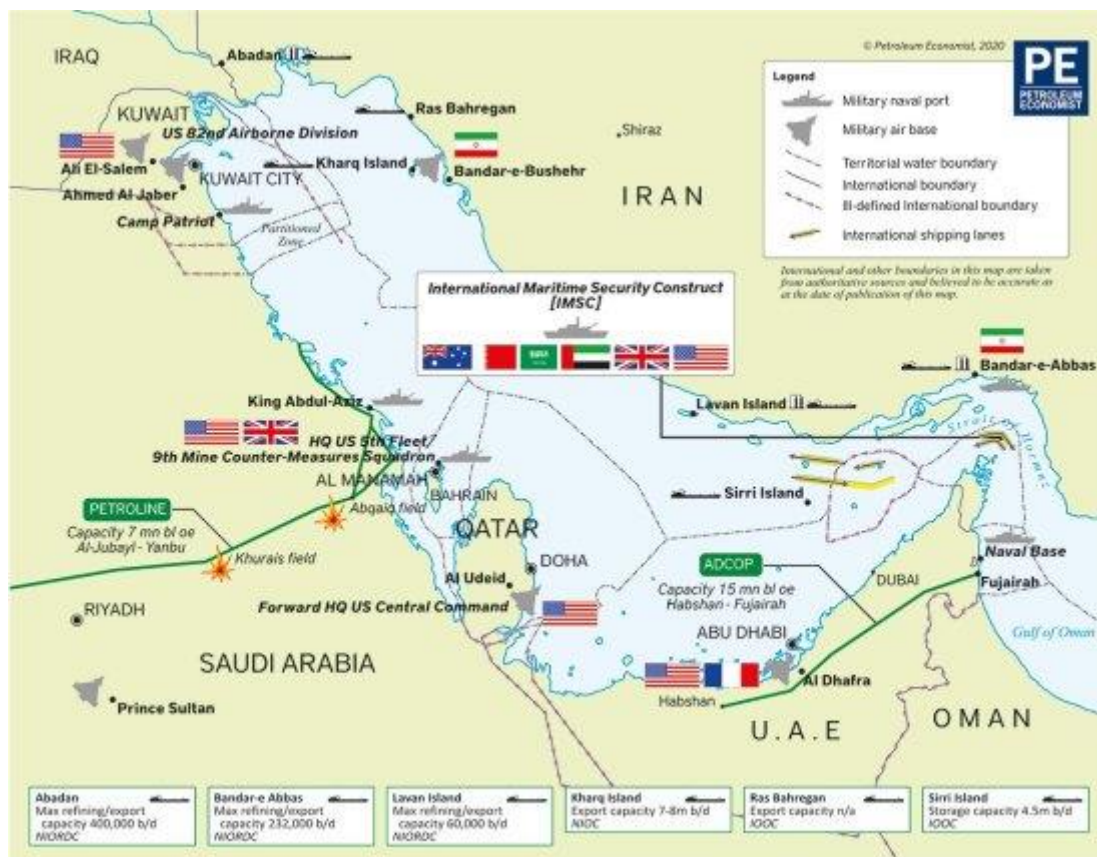 © Petroleum Economist, 2020
PE
PETROLEUM
ECONOMIST
Legend
Military naval port
Military air base
Territorial water boundary
International boundary
Ill-defined International boundary
International shipping lanes
International and other boundaries in this map are taken
from authoritative sources and believed to be accurate as
at the date of publication of this map.
IRAQ
Abadan
KUWAIT
US 82nd Airborne Division
Ras Bahregan
Shiraz
Ali El-Salem
KUWAIT CITY
Kharq Island
Bandar-e-Bushehr
Ahmed Al-Jaber
IRAN
Camp Patriot
Partitioned
Zone
International Maritime Security Construct
[IMSC]
Bandar-e-Abbas
King Abdul-Aziz
Lavan Island
Strait of Hormuz
HQ US 5th Fleet/
9th Mine Counter-Measures Squadron
AL MANAMAH
BAHRAIN
Sirri Island
PETROLINE
Capacity 7 mn bl oe
Al-Jubayl - Yanbu
Abqaiq field
QATAR
Khurais field
DOHA
ADCOP
Capacity 15 mn bl oe
Habshan - Fujairah
DUBAI
Naval Base
Fujairah
Al Udeid
Forward HQ US Central Command
RIYADH
ABU DHABI
Gulf of Oman
SAUDI ARABIA
Al Dhafra
Habshan
Prince Sultan
U.A.E
OMAN
Abadan
Max refining/export
capacity 400,000 b/d
NIORDC
Bandar-e Abbas
Max refining/export
capacity 232,000 b/d
NIORDC
Lavan Island
Max refining/export
capacity 60,000 b/d
NIORDC
Kharq Island
Export capacity 7-8m b/d
NIOC
Ras Bahregan
Export capacity n/a
IOOC
Sirri Island
Storage capacity 4.5m b/d
IOOC